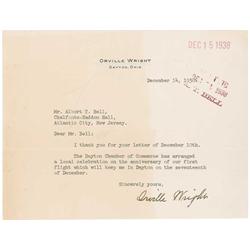 DEC 15 1938
ORVILLE WRIGHT
DAYTON, OHIO
December 14, 1938.
Mr. Albert T. Bell,
Chalfonte-Haddon Hall,
Atlantic City, New Jersey.
Dear Mr. Bell:
I thank you for your letter of December 10th.
The Dayton Chamber of Commerce has arranged
a local celebration on the anniversary of our first
flight which will keep me in Dayton on the seventeenth
of December.
Sincerely yours,
Orville Wright